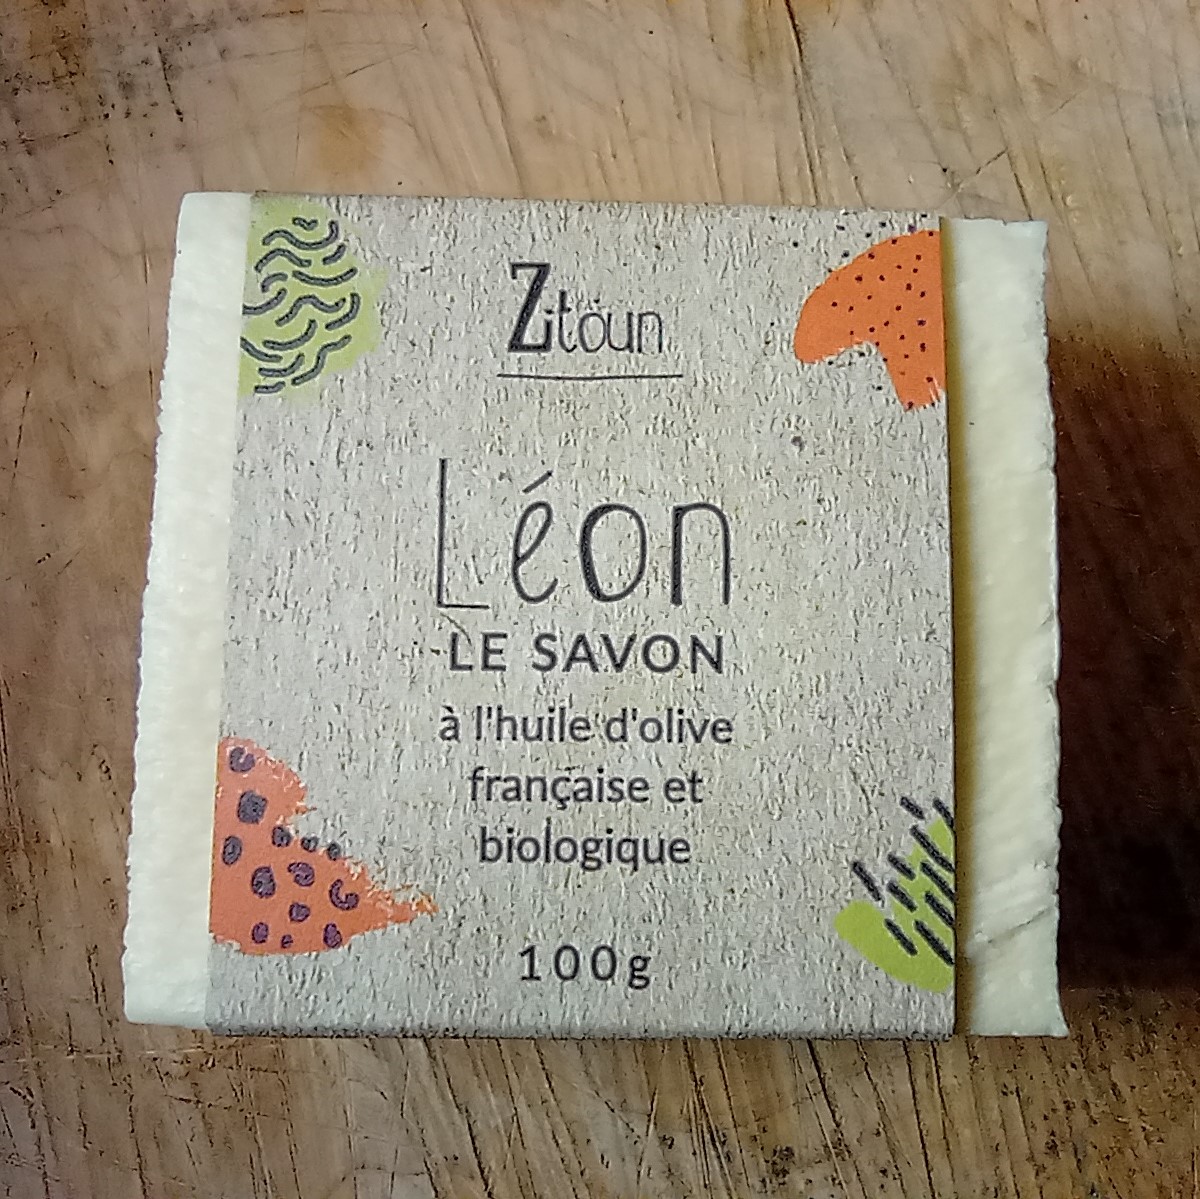 Zitoun
Léon
LE SAVON
à l'huile d'olive
française et
biologique
100g